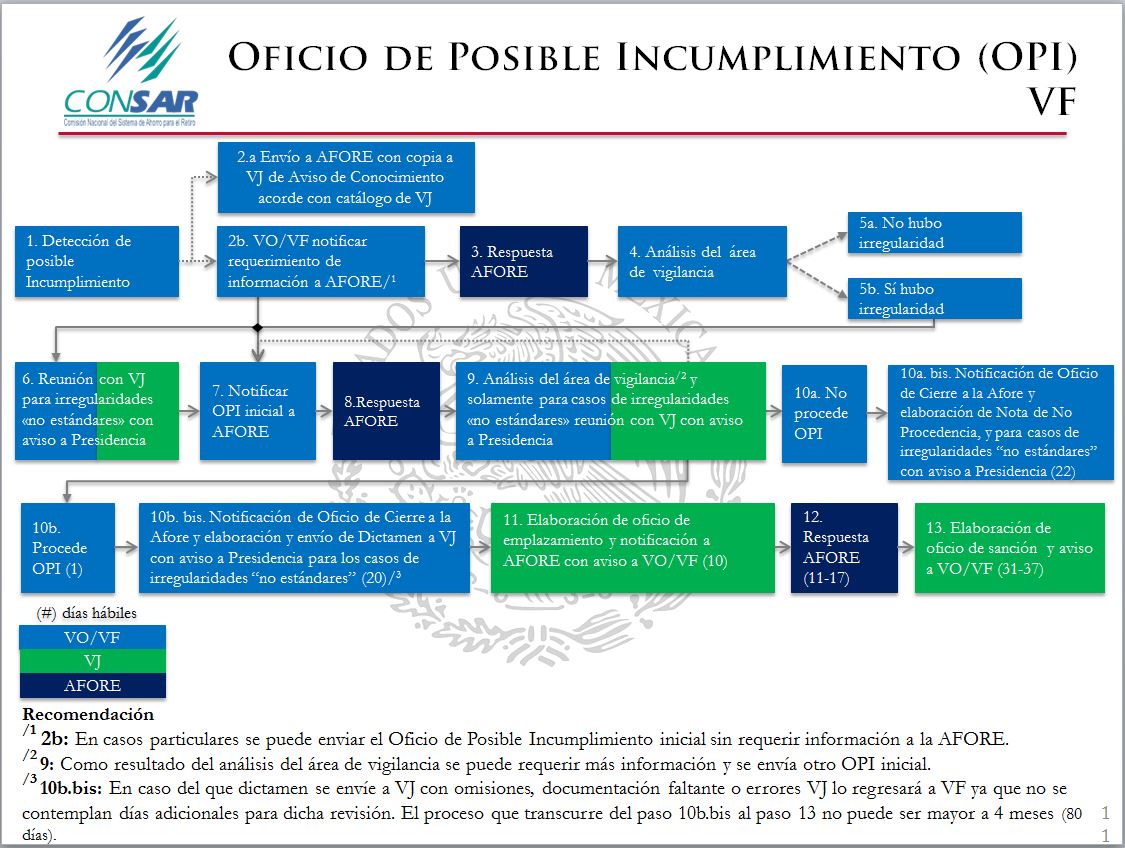 CONSAR
Comisión Nacional del Sistema de Ahorro para el Retiro
OFICIO DE POSIBLE INCUMPLIMIENTO (OPI)
VF
2.a Envío a AFORE con copia a
VJ de Aviso de Conocimiento
acorde con catálogo de VJ
1. Detección de
posible
Incumplimiento
2b. VO/VF notificar
requerimiento de
información a AFORE/1
3. Respuesta
AFORE
4. Análisis del área
de vigilancia
5a. No hubo
irregularidad
5b. Sí hubo
irregularidad
6. Reunión con VJ
para irregularidades
«no estándares» con
aviso a Presidencia
7. Notificar
OPI inicial a
AFORE
8.Respuesta
AFORE
9. Análisis del área de vigilancia/2 y
solamente para casos de irregularidades
«no estándares» reunión con VJ con aviso
a Presidencia
10a. No
procede
OPI
10a. bis. Notificación de Oficio
de Cierre a la Afore y
elaboración de Nota de No
Procedencia, y para casos de
irregularidades “no estándares”
con aviso a Presidencia (22)
10b.
Procede
OPI (1)
10b. bis. Notificación de Oficio de Cierre a la
Afore y elaboración y envío de Dictamen a VJ
con aviso a Presidencia para los casos de
irregularidades “no estándares” (20)/3
11. Elaboración de oficio de
emplazamiento y notificación a
AFORE con aviso a VO/VF (10)
12.
Respuesta
AFORE
(11-17)
13. Elaboración de
oficio de sanción y aviso
a VO/VF (31-37)
(#) días hábiles
VO/VF
VJ
AFORE
Recomendación
/1 2b: En casos particulares se puede enviar el Oficio de Posible Incumplimiento inicial sin requerir información a la AFORE.
/2 9: Como resultado del análisis del área de vigilancia se puede requerir más información y se envía otro OPI inicial.
/3 10b.bis: En caso del que dictamen se envíe a VJ con omisiones, documentación faltante o errores VJ lo regresará a VF ya que no se
contemplan días adicionales para dicha revisión. El proceso que transcurre del paso 10b.bis al paso 13 no puede ser mayor a 4 meses (80
días).
1
1